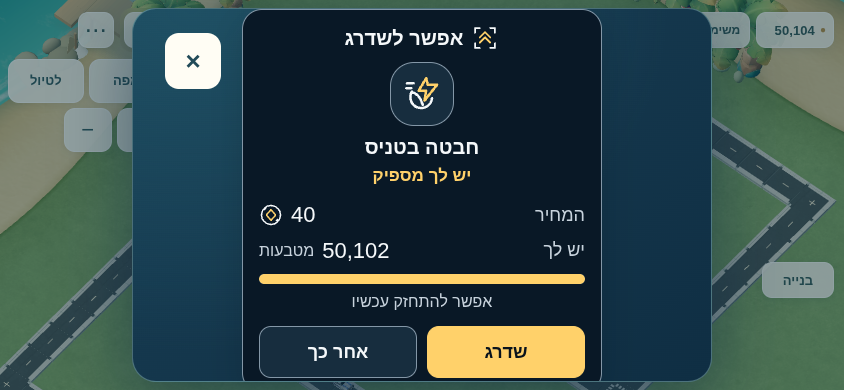 50,104
משימ
...
לטיול
מפה
–
בנייה
×
אפשר לשדרג
חבטה בטניס
יש לך מספיק
המחיר 40
יש לך 50,102 מטבעות
אפשר להתחזק עכשיו
שדרג
אחר כך